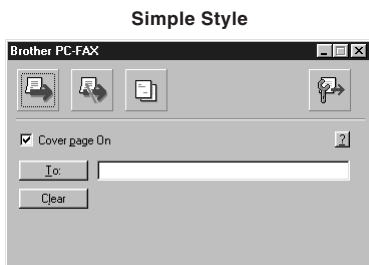 Simple Style
Brother PC-FAX
Cover page On
?
To:
Clear